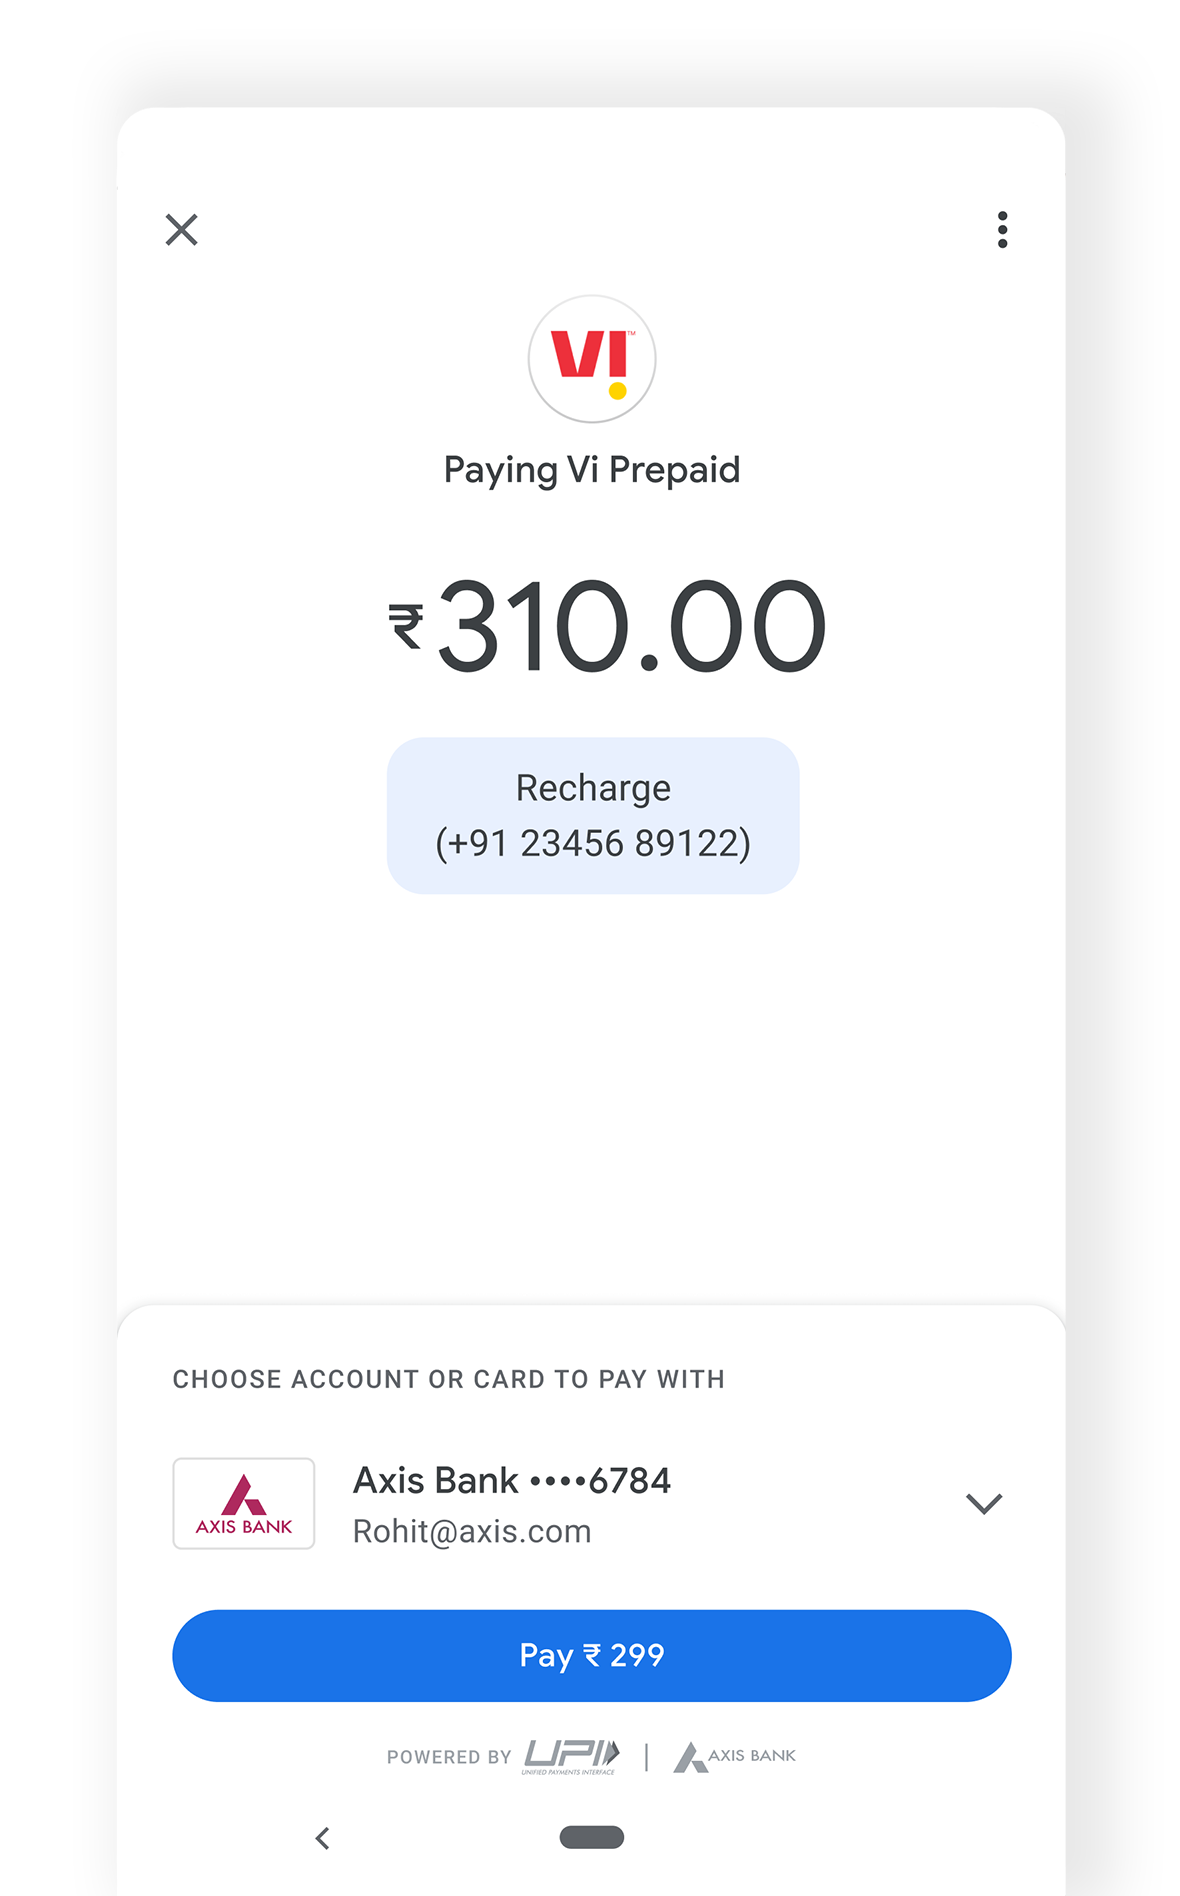 VI™
Paying Vi Prepaid
₹310.00
Recharge
(+91 23456 89122)
CHOOSE ACCOUNT OR CARD TO PAY WITH
AXIS BANK
Axis Bank ••••6784
Rohit@axis.com
Pay ₹ 299
POWERED BY UPI | AXIS BANK
UNIFIED PAYMENTS INTERFACE